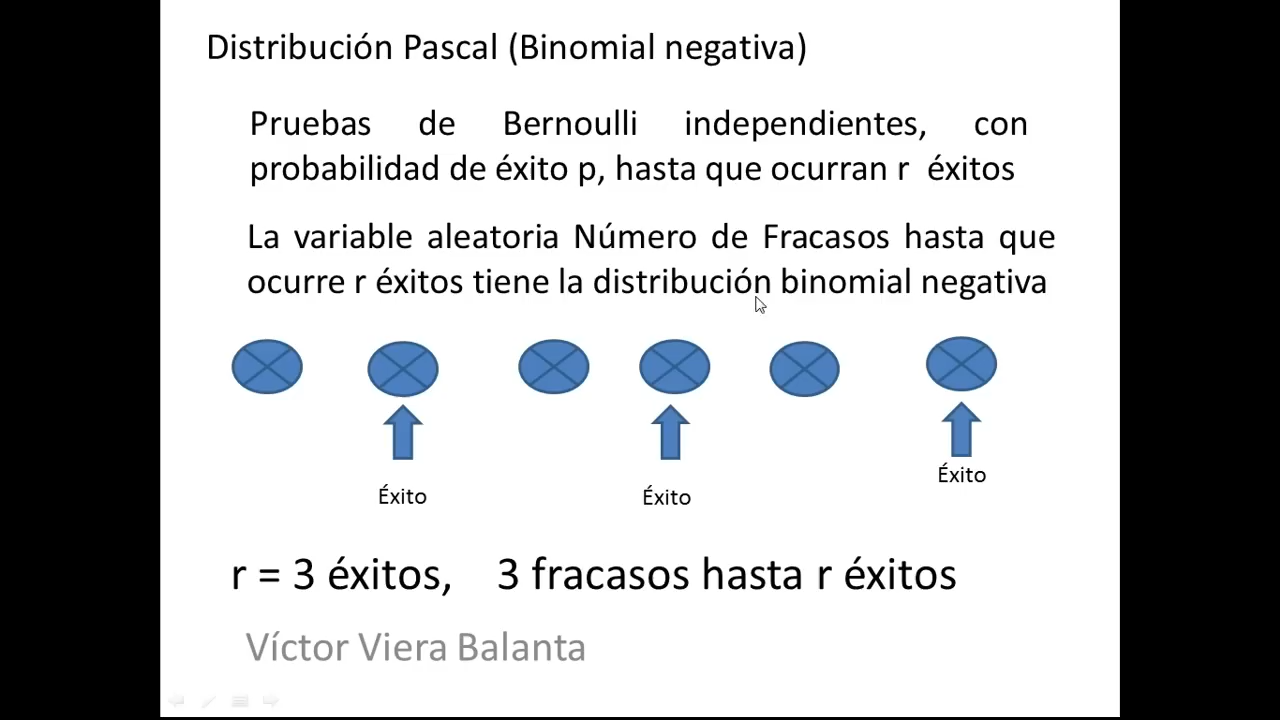 Distribución Pascal (Binomial negativa)
Pruebas de Bernoulli independientes, con
probabilidad de éxito p, hasta que ocurran r éxitos
La variable aleatoria Número de Fracasos hasta que
ocurre r éxitos tiene la distribución binomial negativa
Éxito
Éxito
Éxito
r = 3 éxitos, 3 fracasos hasta r éxitos
Víctor Viera Balanta